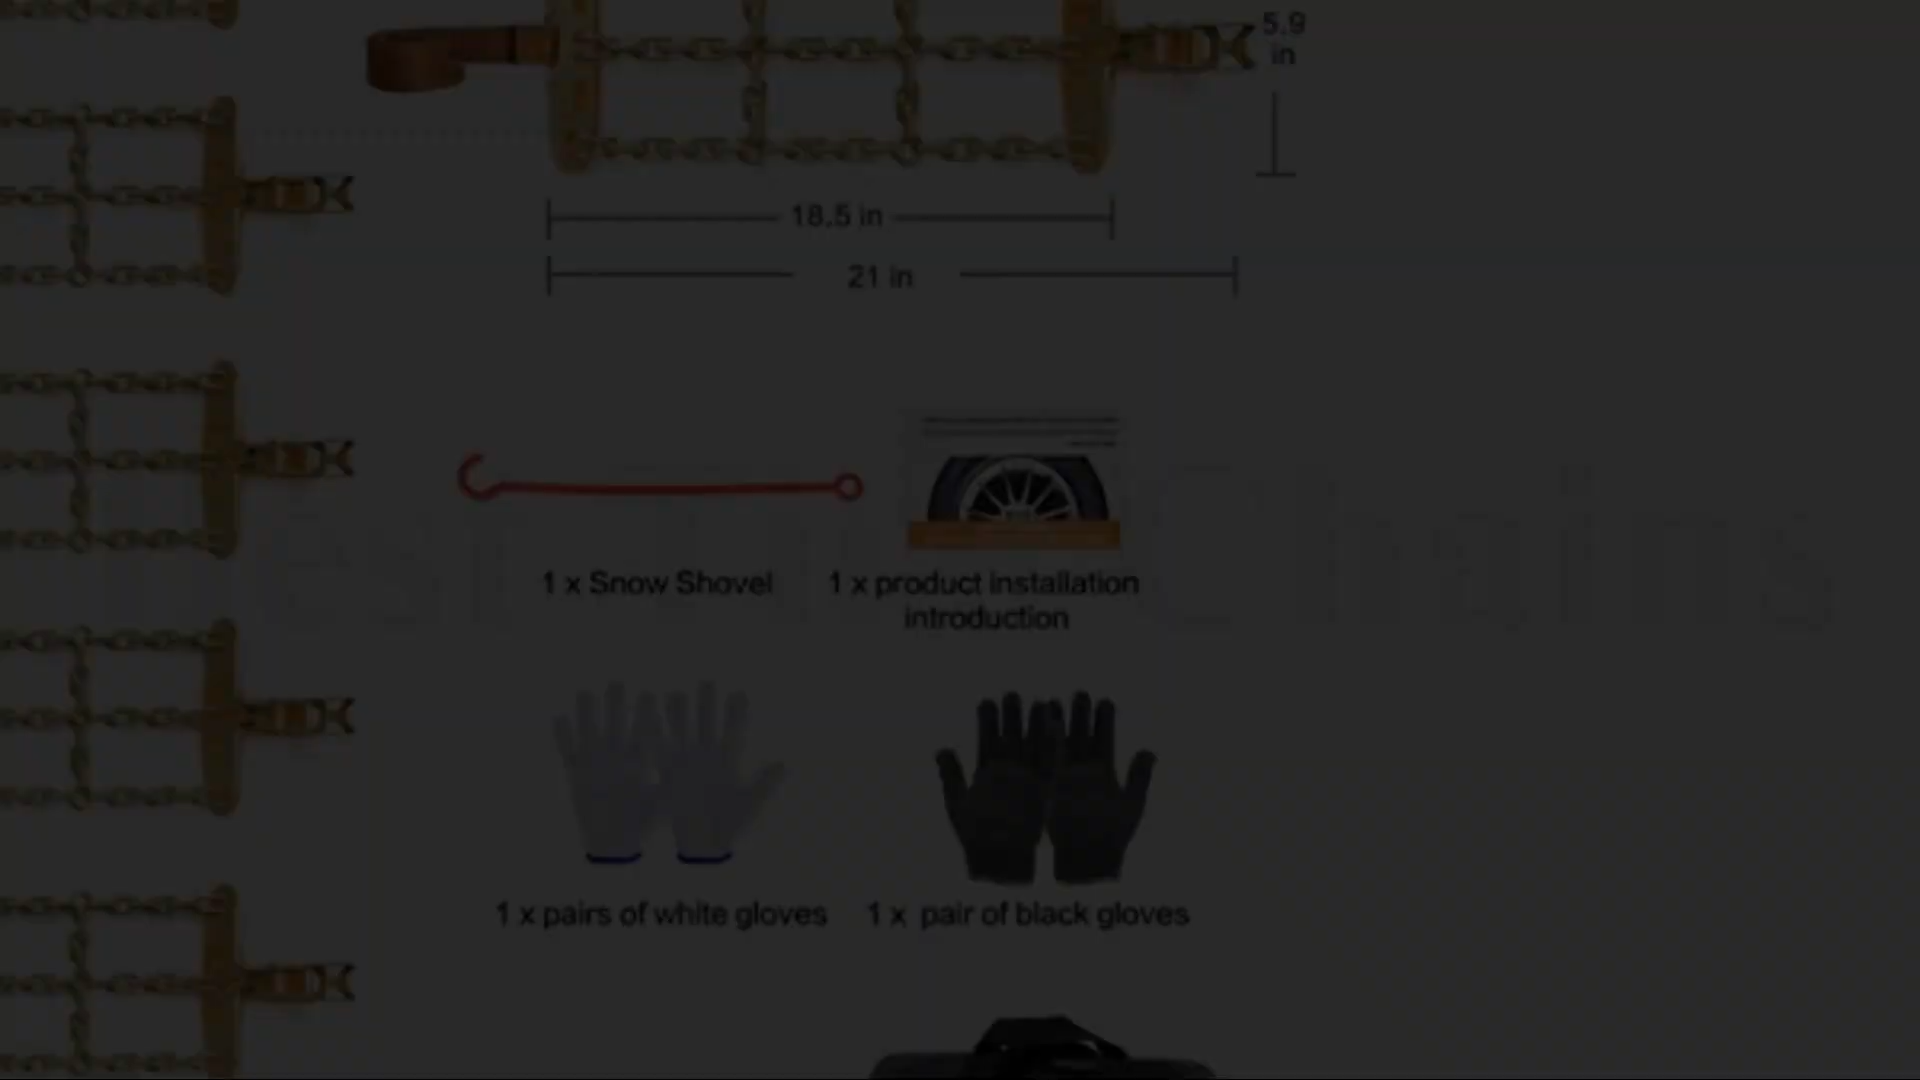 5.9
in
18.5 in
21 in
1 x Snow Shovel
1 x product installation
introduction
1 x pairs of white gloves
1 x pair of black gloves